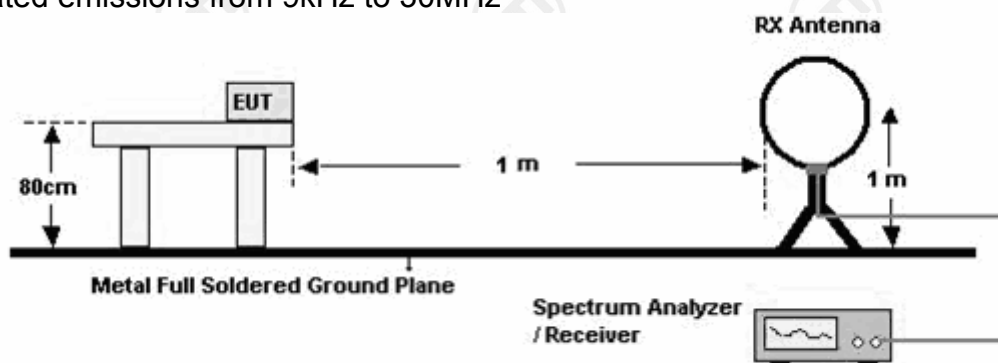 ated emissions from 9kHz to 30MHz
RX Antenna
EUT
80cm
1 m
1 m
Metal Full Soldered Ground Plane
Spectrum Analyzer
/ Receiver